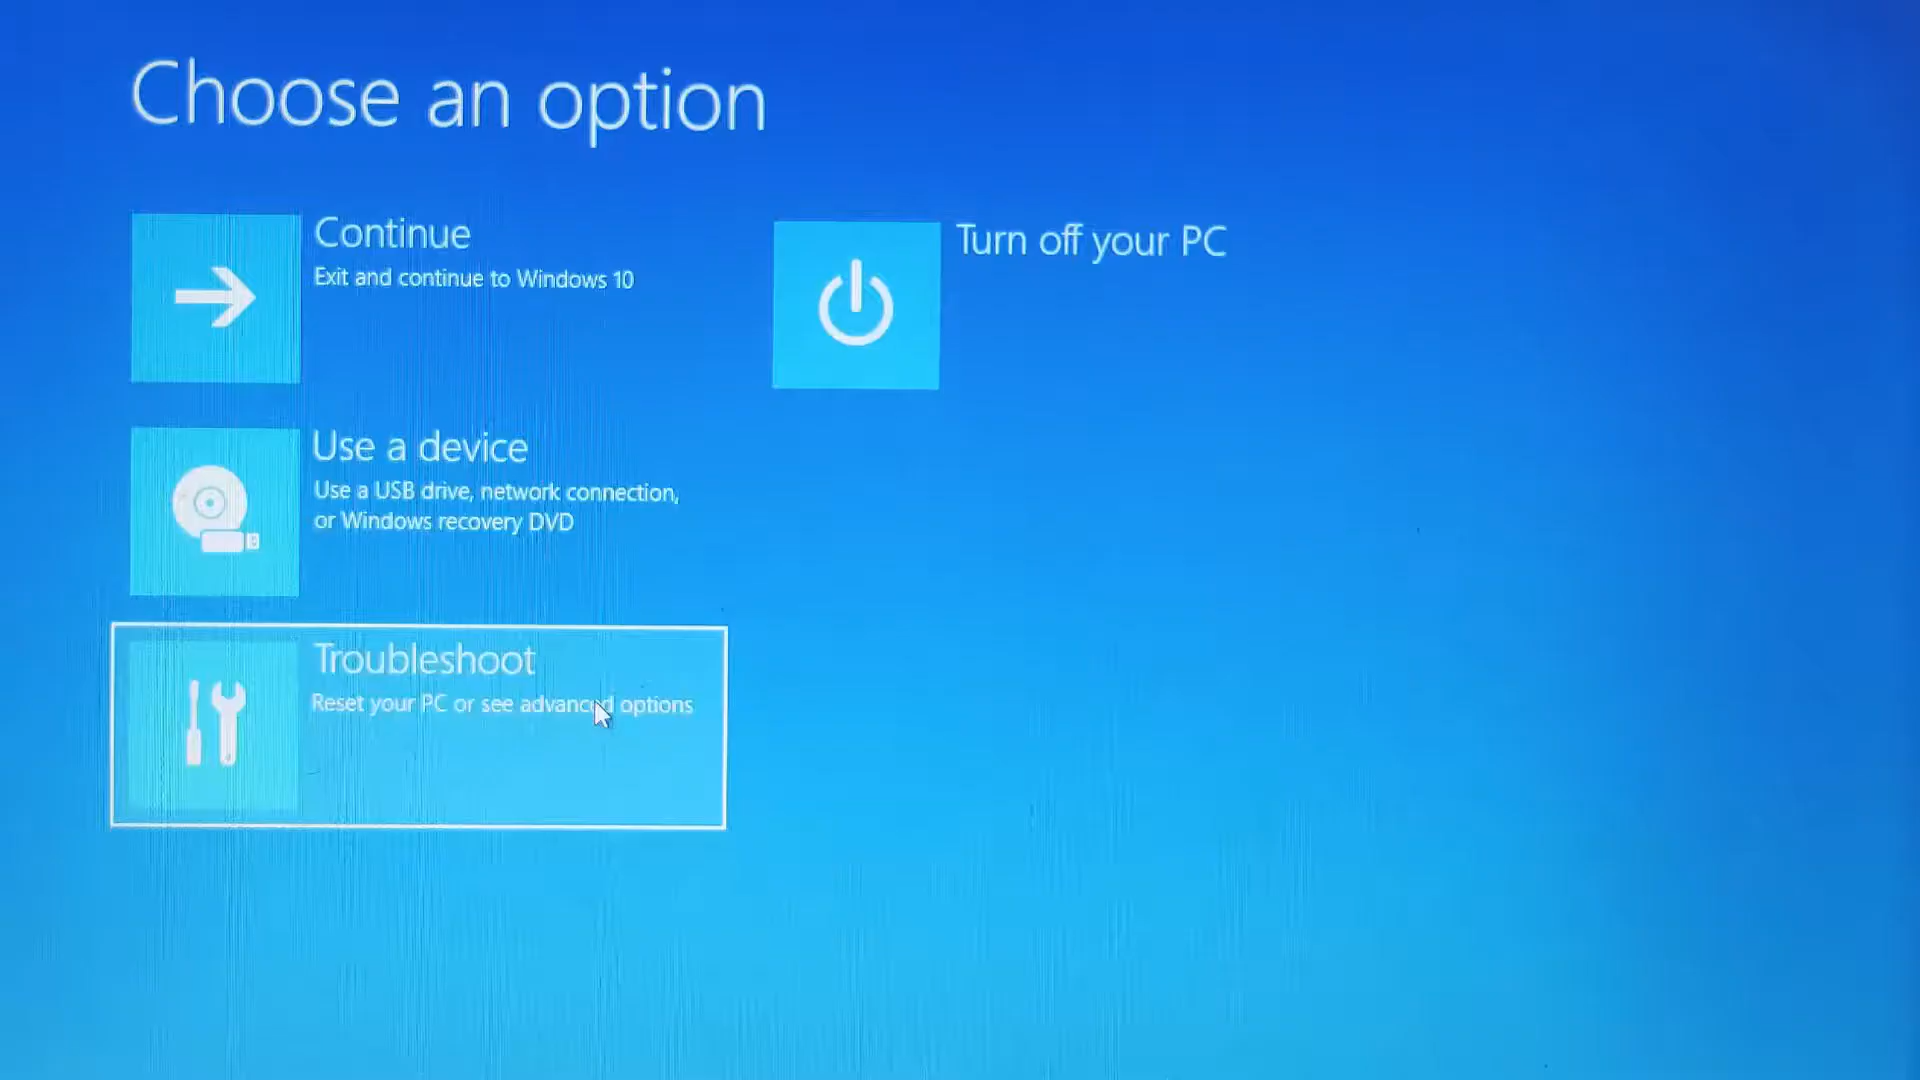 Choose an option
Continue
Exit and continue to Windows 10
Turn off your PC
Use a device
Use a USB drive, network connection,
or Windows recovery DVD
Troubleshoot
Reset your PC or see advanced options